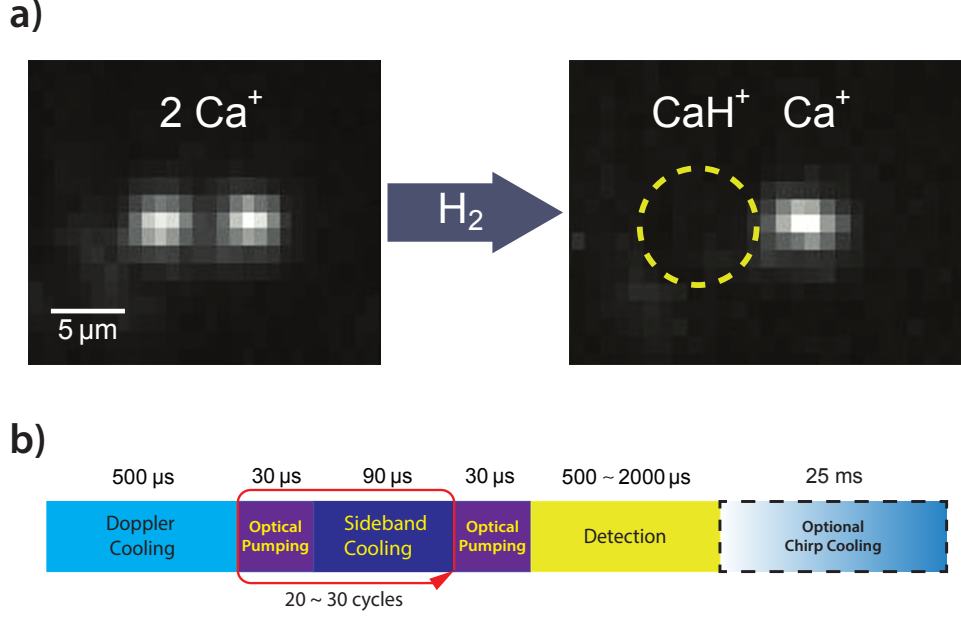 a)
2 Ca⁺
CaH⁺ Ca⁺
H₂
5 µm
b)
500 µs 30 µs 90 µs 30 µs 500 ~ 2000 µs 25 ms
Doppler
Cooling
Optical
Pumping
Sideband
Cooling
Optical
Pumping
Detection
Optional
Chirp Cooling
20 ~ 30 cycles